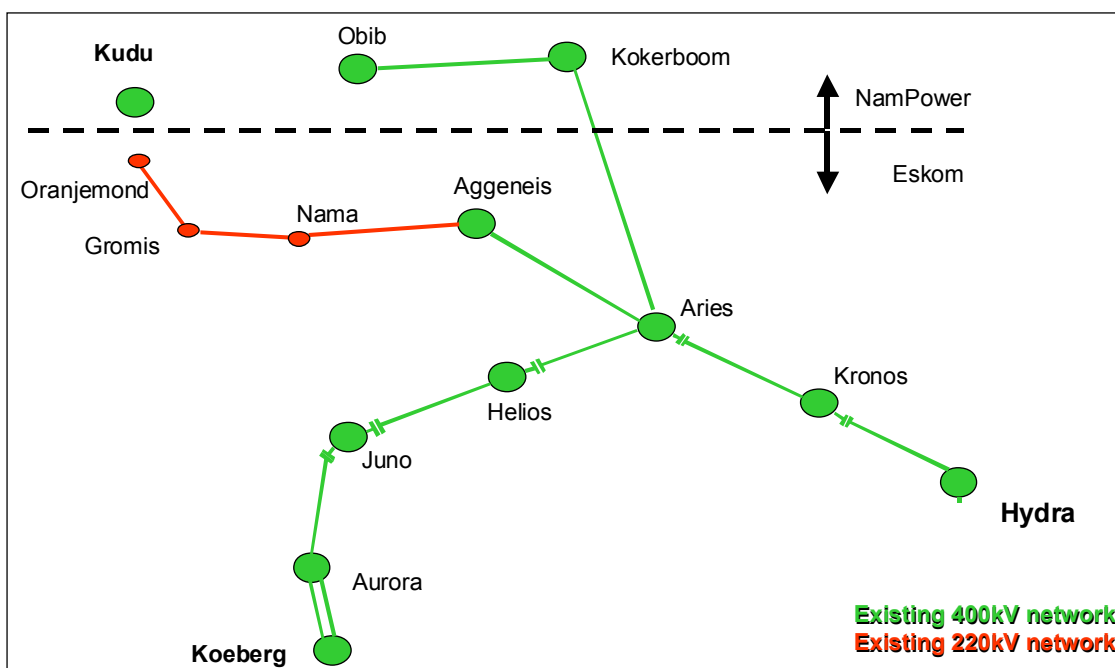 Obib
Kudu
Kokerboom
NamPower
Eskom
Oranjemond
Aggeneis
Nama
Gromis
Aries
Kronos
Helios
Juno
Hydra
Aurora
Existing 400kV network
Existing 220kV network
Koeberg